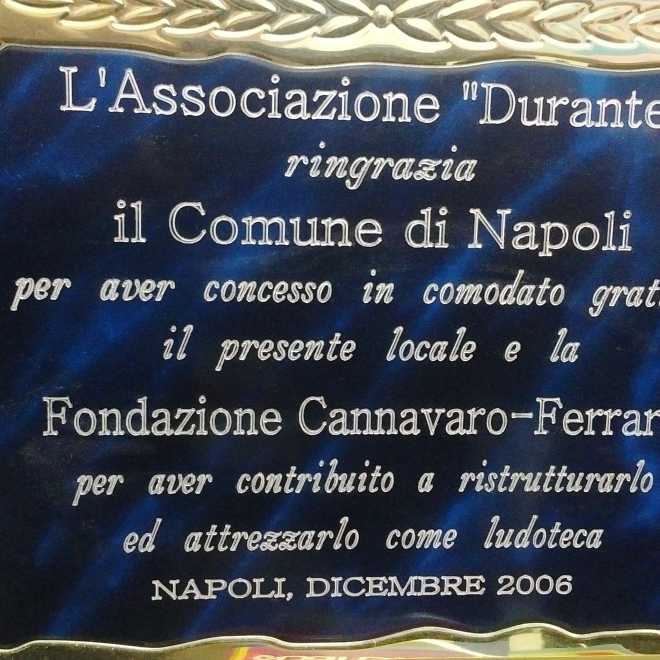 L'Associazione "Durante
ringrazia
il Comune di Napoli
per aver concesso in comodato grat
il presente locale e la
Fondazione Cannavaro-Ferrar
per aver contribuito a ristrutturarlo
ed attrezzarlo come ludoteca
NAPOLI, DICEMBRE 2006